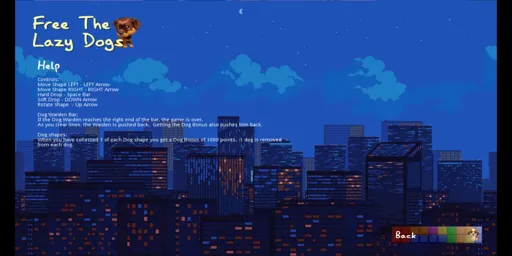 Free The
Lazy Dogs
Help
Controls:
Move Shape LEFT - LEFT Arrow
Move Shape RIGHT - RIGHT Arrow
Hard Drop - Space Bar
Soft Drop - DOWN Arrow
Rotate Shape - Up Arrow
Dog Warden Bar:
If the Dog Warden reaches the right end of the bar, the game is over.
As you clear lines, the Warden is pushed back. Getting the Dog Bonus also pushes him back.
Dog shapes:
When you have collected 1 of each Dog shape you get a Dog Bonus of 1000 points. 1 dog is removed
from each dog.
Back